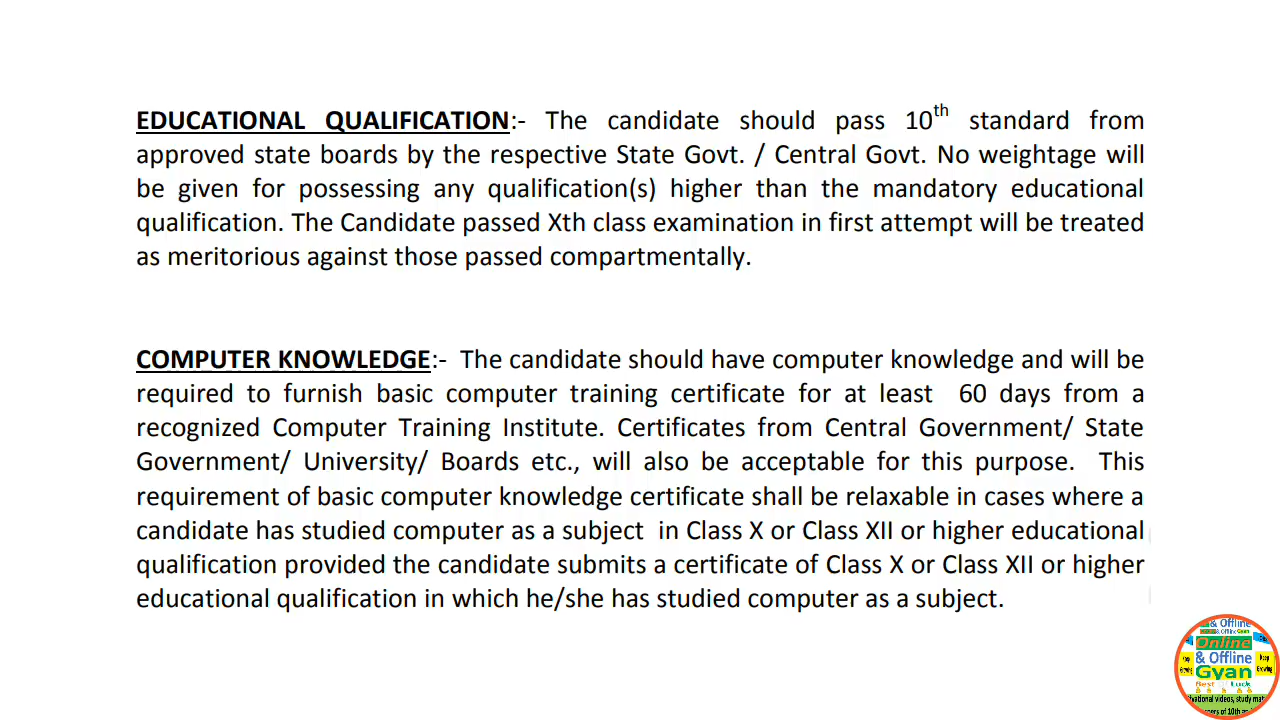 EDUCATIONAL QUALIFICATION:- The candidate should pass 10th standard from
approved state boards by the respective State Govt. / Central Govt. No weightage will
be given for possessing any qualification(s) higher than the mandatory educational
qualification. The Candidate passed Xth class examination in first attempt will be treated
as meritorious against those passed compartmentally.
COMPUTER KNOWLEDGE:- The candidate should have computer knowledge and will be
required to furnish basic computer training certificate for at least 60 days from a
recognized Computer Training Institute. Certificates from Central Government/ State
Government/ University/ Boards etc., will also be acceptable for this purpose. This
requirement of basic computer knowledge certificate shall be relaxable in cases where a
candidate has studied computer as a subject in Class X or Class XII or higher educational
qualification provided the candidate submits a certificate of Class X or Class XII or higher
educational qualification in which he/she has studied computer as a subject.
& Offline
& Offline Gyan
Online
& Offline
Gyan
Best Luck